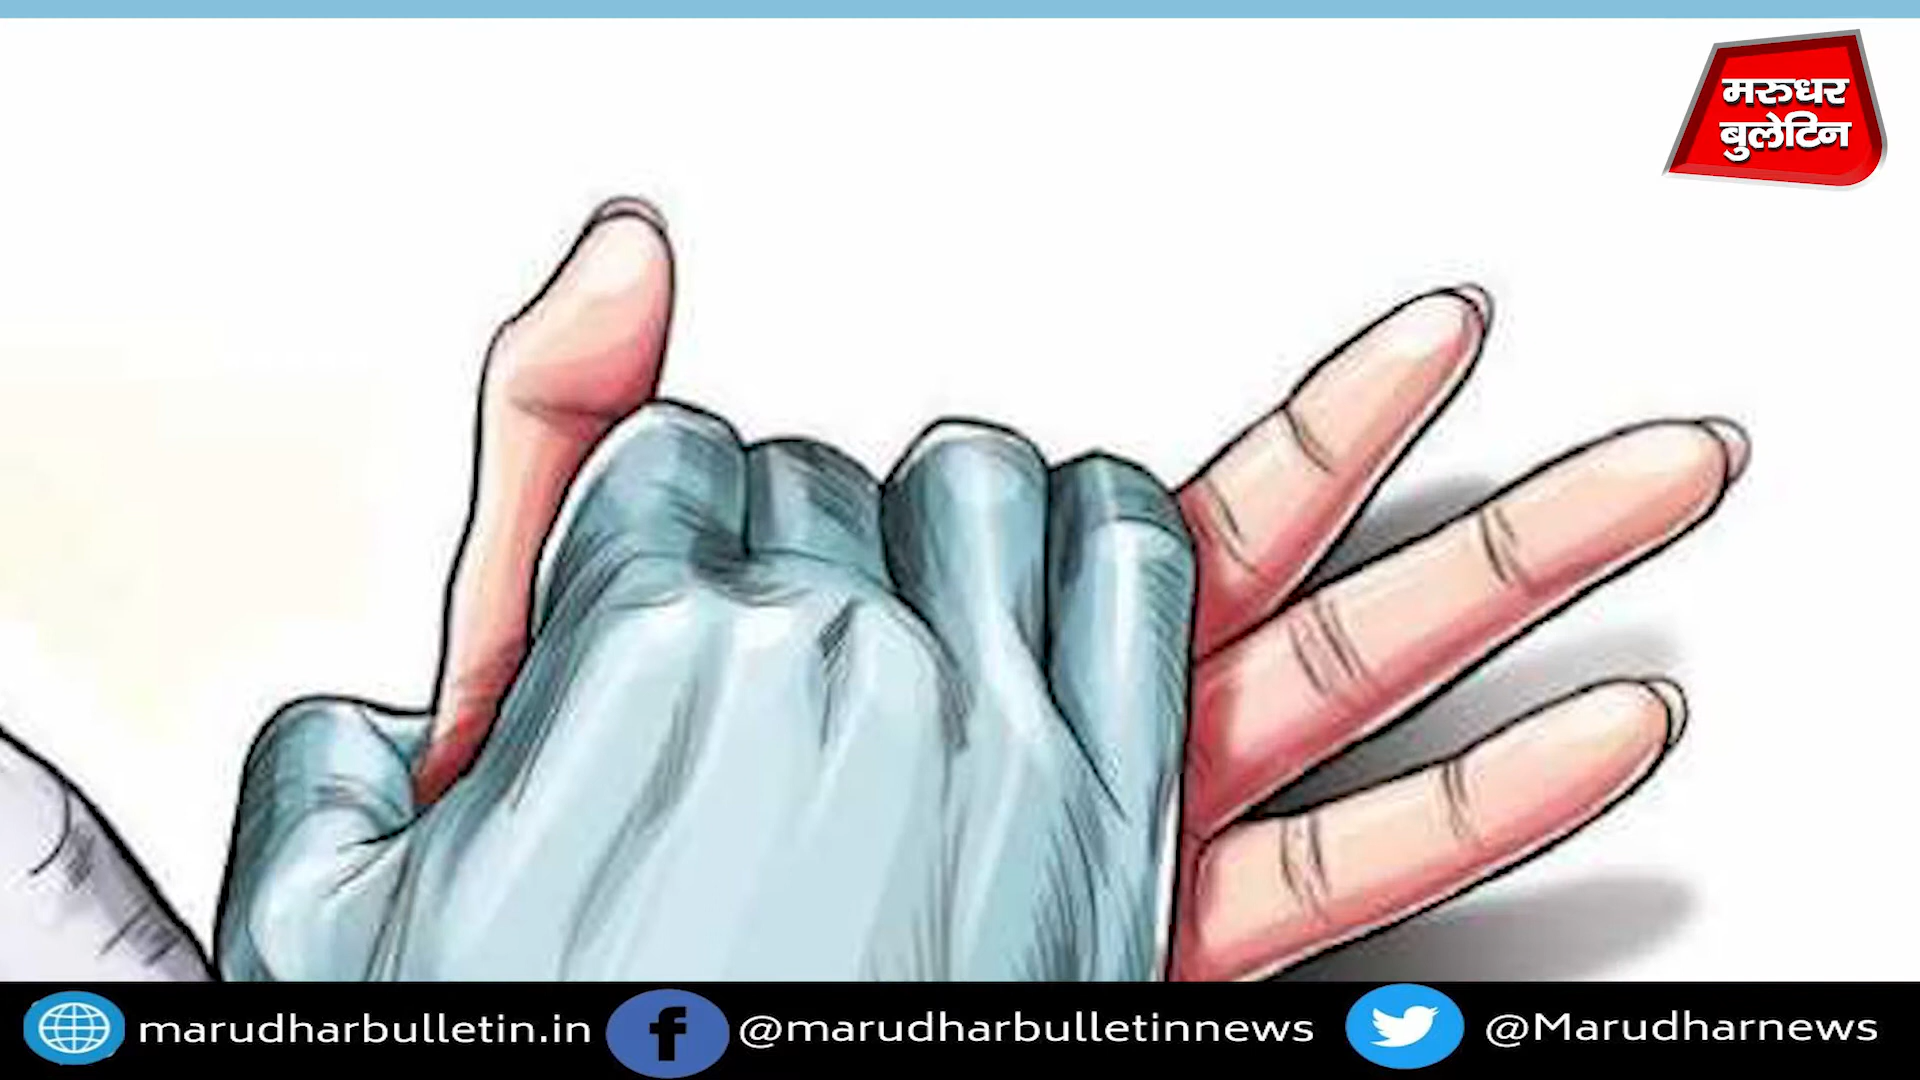 मरुधर
बुलेटिन
marudharbulletin.in @marudharbulletinnews @Marudharnews